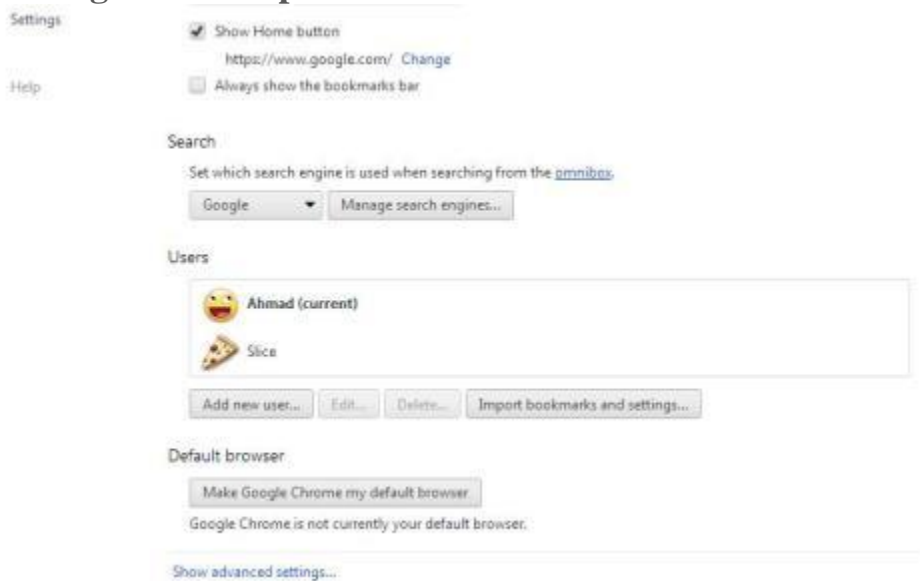 Settings
Show Home button
https://www.google.com/ Change
Help
Always show the bookmarks bar
Search
Set which search engine is used when searching from the omnibox.
Google
Manage search engines...
Users
Ahmad (current)
Slice
Add new user... Edit... Delete... Import bookmarks and settings...
Default browser
Make Google Chrome my default browser
Google Chrome is not currently your default browser.
Show advanced settings...